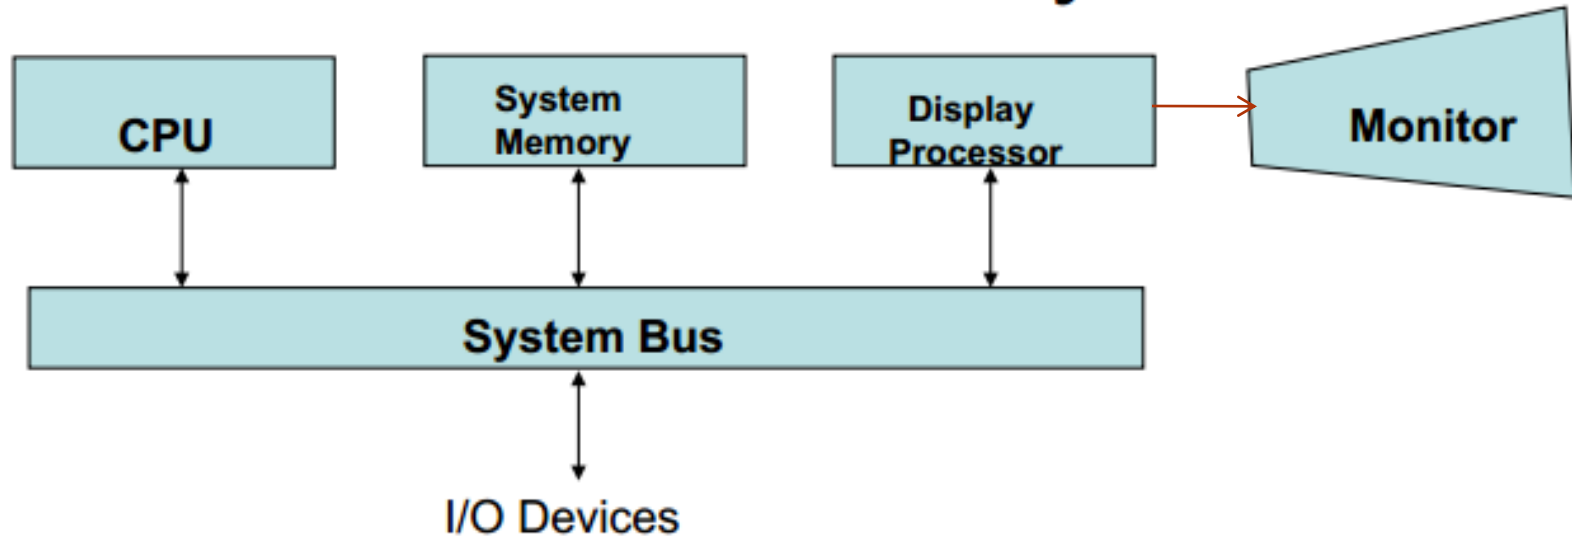 CPU
System
Memory
Display
Processor
Monitor
System Bus
I/O Devices